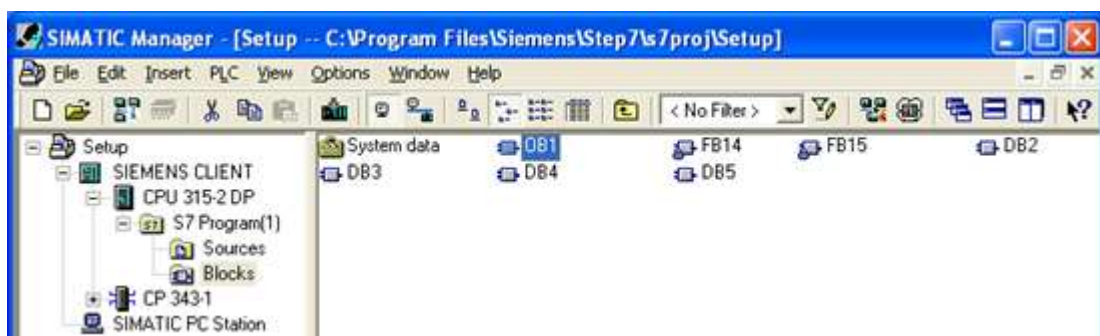 SIMATIC Manager - [Setup -- C:\Program Files\Siemens\Step7\s7proj\Setup]
File Edit Insert PLC View Options Window Help
< No Filter >
Setup
SIEMENS CLIENT
CPU 315-2 DP
S7 Program(1)
Sources
Blocks
CP 343-1
SIMATIC PC Station
System data OB1 FB14 FB15 DB2
DB3 DB4 DB5